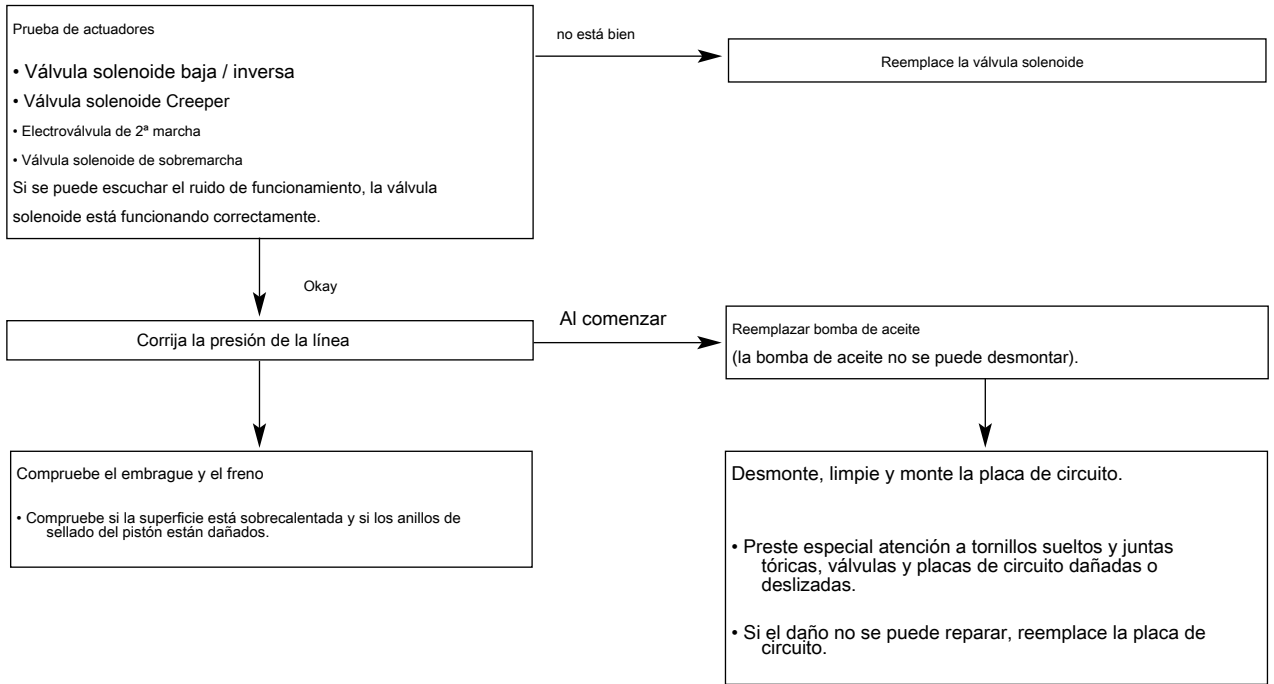 Prueba de actuadores
• Válvula solenoide baja / inversa
• Válvula solenoide Creeper
• Electroválvula de 2ª marcha
• Válvula solenoide de sobremarcha
Si se puede escuchar el ruido de funcionamiento, la válvula
solenoide está funcionando correctamente.
no está bien
Reemplace la válvula solenoide
Okay
Corrija la presión de la línea
Al comenzar
Reemplazar bomba de aceite
(la bomba de aceite no se puede desmontar).
Compruebe el embrague y el freno
• Compruebe si la superficie está sobrecalentada y si los anillos de
sellado del pistón están dañados.
Desmonte, limpie y monte la placa de circuito.
• Preste especial atención a tornillos sueltos y juntas
tóricas, válvulas y placas de circuito dañadas o
deslizadas.
• Si el daño no se puede reparar, reemplace la placa de
circuito.